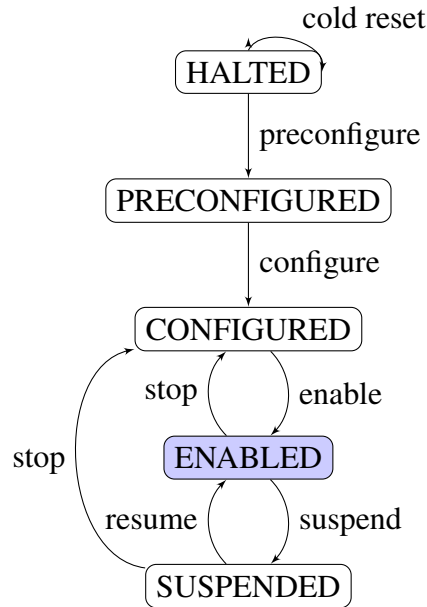 cold reset
HALTED
preconfigure
PRECONFIGURED
configure
CONFIGURED
stop
enable
ENABLED
stop
resume
suspend
SUSPENDED